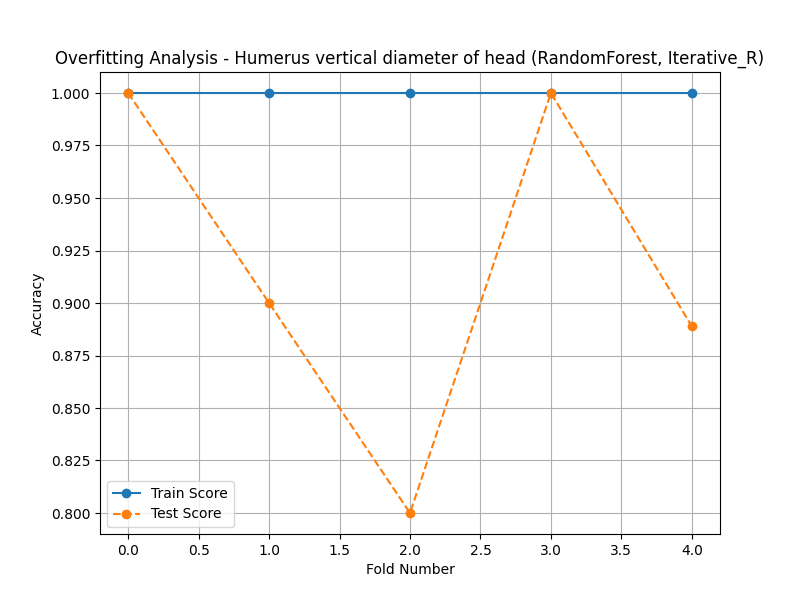 Overfitting Analysis - Humerus vertical diameter of head (RandomForest, Iterative_R)
1.000
0.975
0.950
0.925
0.900
0.875
0.850
0.825
0.800
Accuracy
Train Score
Test Score
0.0 0.5 1.0 1.5 2.0 2.5 3.0 3.5 4.0
Fold Number